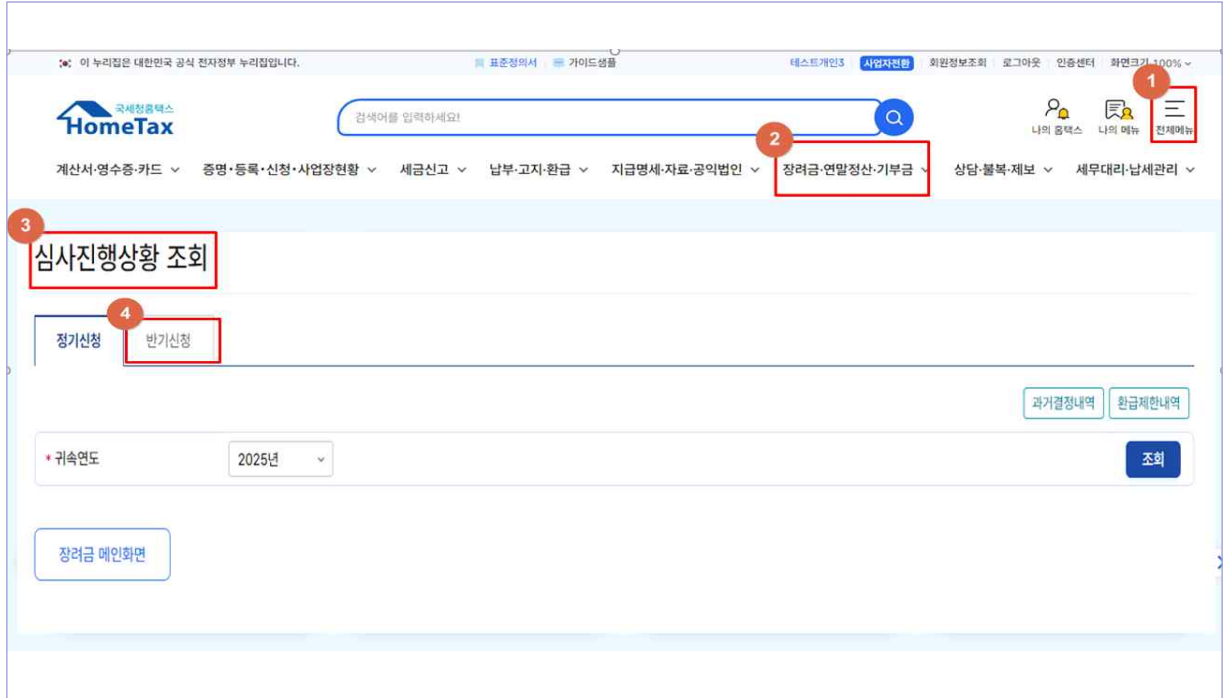 이 누리집은 대한민국 공식 전자정부 누리집입니다. 표준정의서 가이드샘플 테스트개인3 사업자전환 회원정보조회 로그아웃 인증센터 화면크기 100%
1
국세청홈택스
HomeTax
검색어를 입력하세요!
나의 홈택스 나의 메뉴 전체메뉴
2
계산서·영수증·카드 증명·등록·신청·사업장현황 세금신고 납부·고지·환급 지급명세·자료·공익법인 장려금·연말정산·기부금 상담·불복·제보 세무대리·납세관리
3
심사진행상황 조회
4
정기신청 반기신청
과거결정내역 환급제한내역
* 귀속연도 2025년 조회
장려금 메인화면